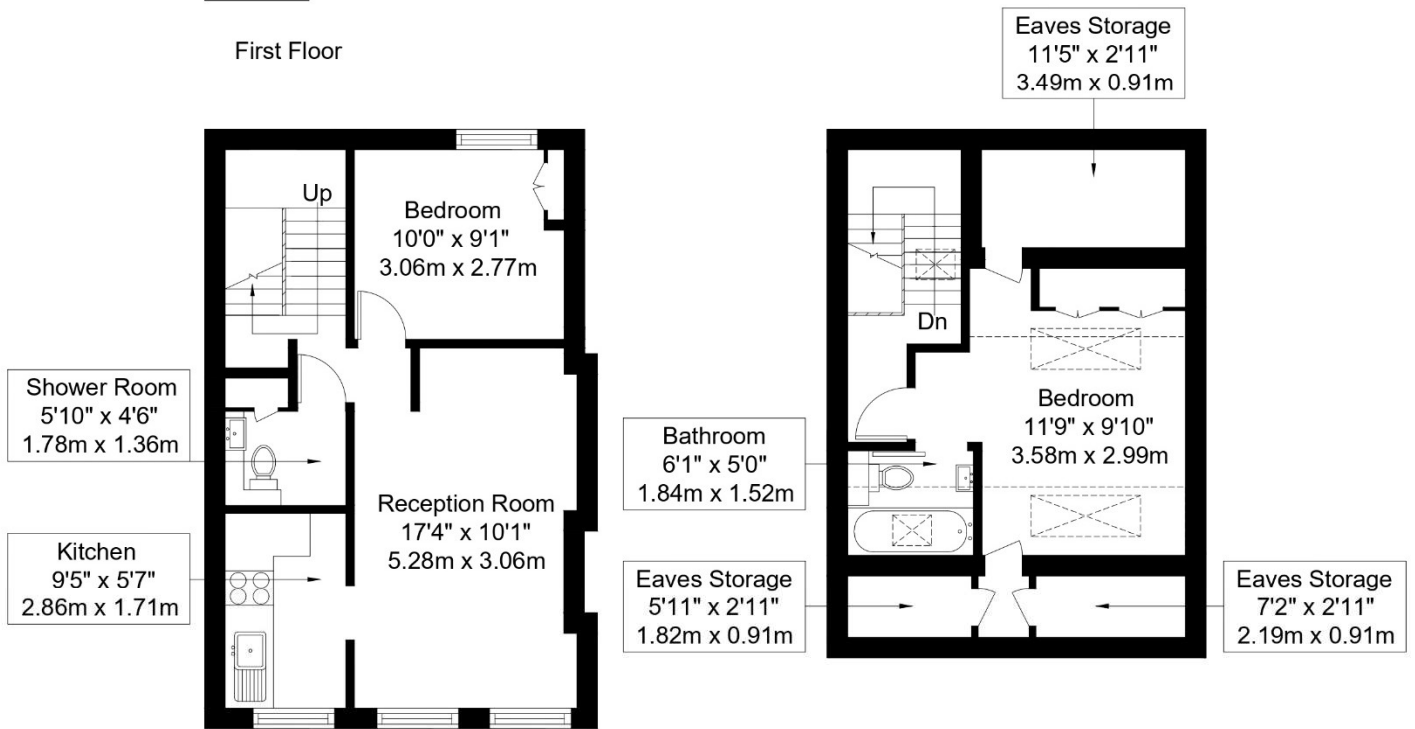 First Floor
Eaves Storage
11'5" x 2'11"
3.49m x 0.91m
Up
Bedroom
10'0" x 9'1"
3.06m x 2.77m
Shower Room
5'10" x 4'6"
1.78m x 1.36m
Reception Room
17'4" x 10'1"
5.28m x 3.06m
Kitchen
9'5" x 5'7"
2.86m x 1.71m
Dn
Bedroom
11'9" x 9'10"
3.58m x 2.99m
Bathroom
6'1" x 5'0"
1.84m x 1.52m
Eaves Storage
5'11" x 2'11"
1.82m x 0.91m
Eaves Storage
7'2" x 2'11"
2.19m x 0.91m